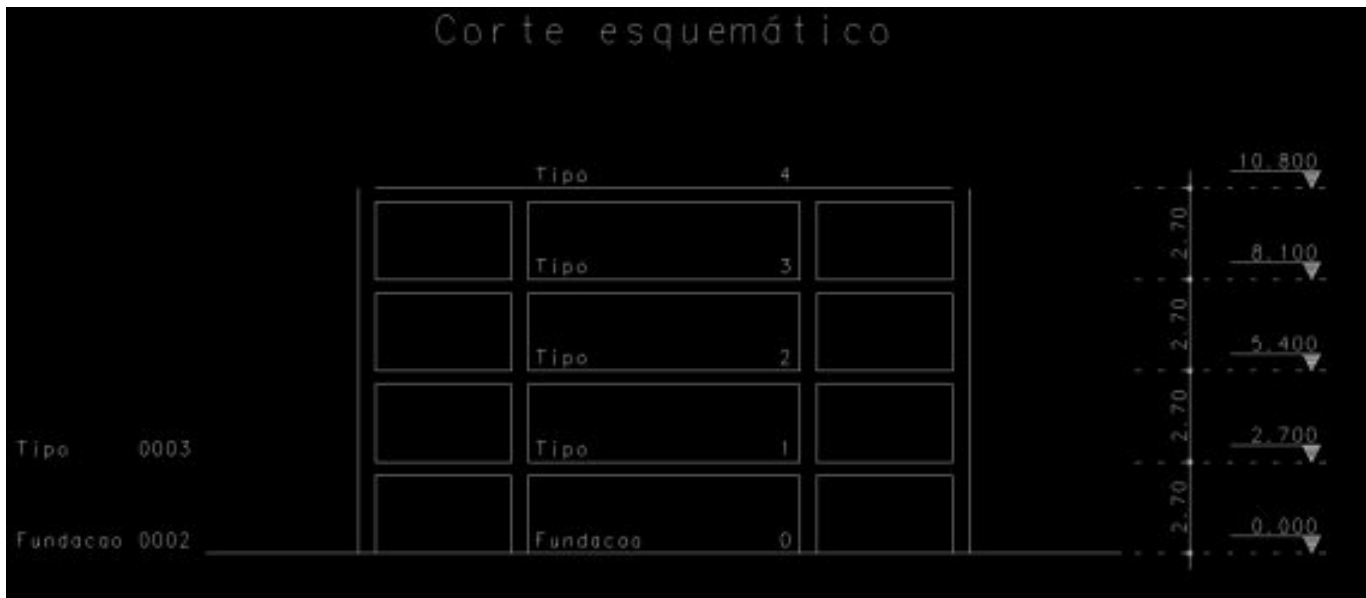 Corte esquemático
Tipo 4
10.800
2.70
Tipo 3
8.100
2.70
Tipo 2
5.400
2.70
Tipo 0003
Tipo 1
2.700
2.70
Fundacao 0002
Fundacao 0
0.000